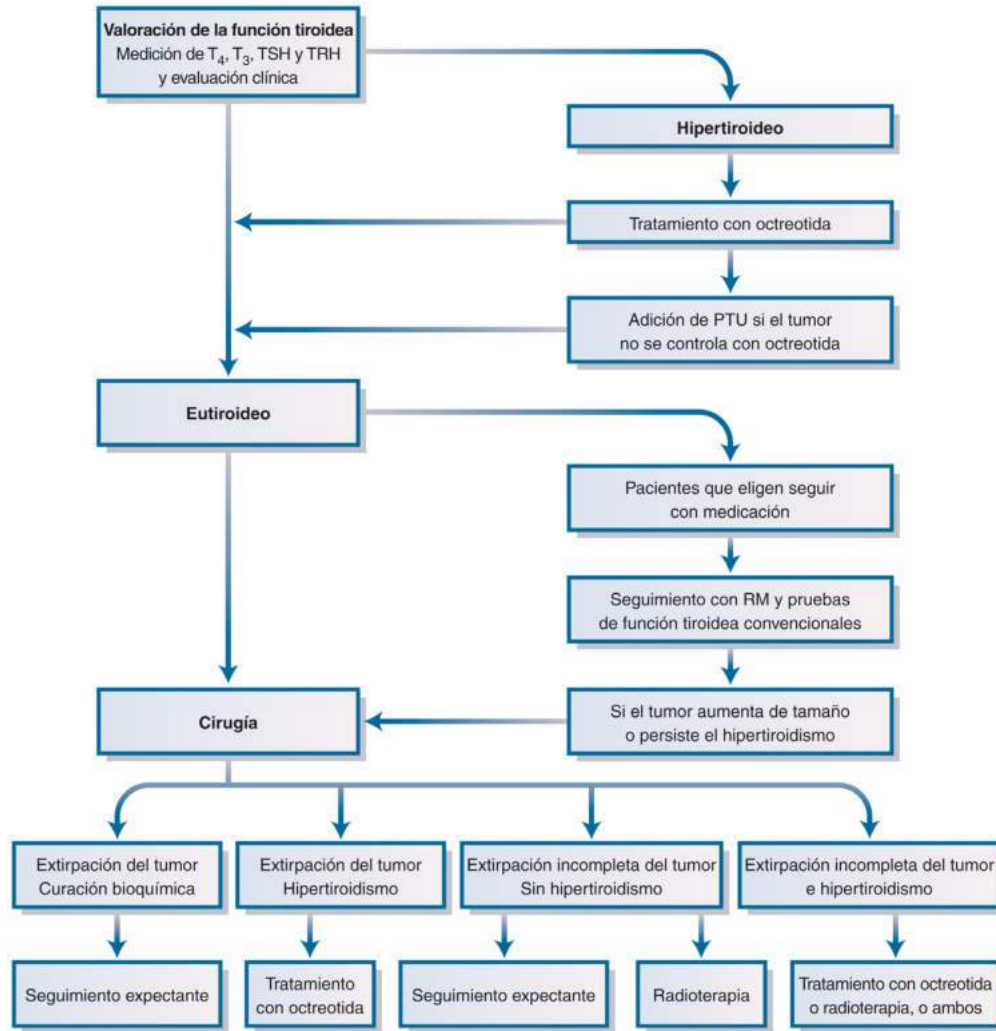 Valoración de la función tiroidea
Medición de T₄, T₃, TSH y TRH
y evaluación clínica
Hipertiroideo
Tratamiento con octreotida
Adición de PTU si el tumor
no se controla con octreotida
Eutiroideo
Pacientes que eligen seguir
con medicación
Seguimiento con RM y pruebas
de función tiroidea convencionales
Si el tumor aumenta de tamaño
o persiste el hipertiroidismo
Cirugía
Extirpación del tumor
Curación bioquímica
Extirpación del tumor
Hipertiroidismo
Extirpación incompleta del tumor
Sin hipertiroidismo
Extirpación incompleta del tumor
e hipertiroidismo
Seguimiento expectante
Tratamiento
con octreotida
Seguimiento expectante
Radioterapia
Tratamiento con octreotida
o radioterapia, o ambos